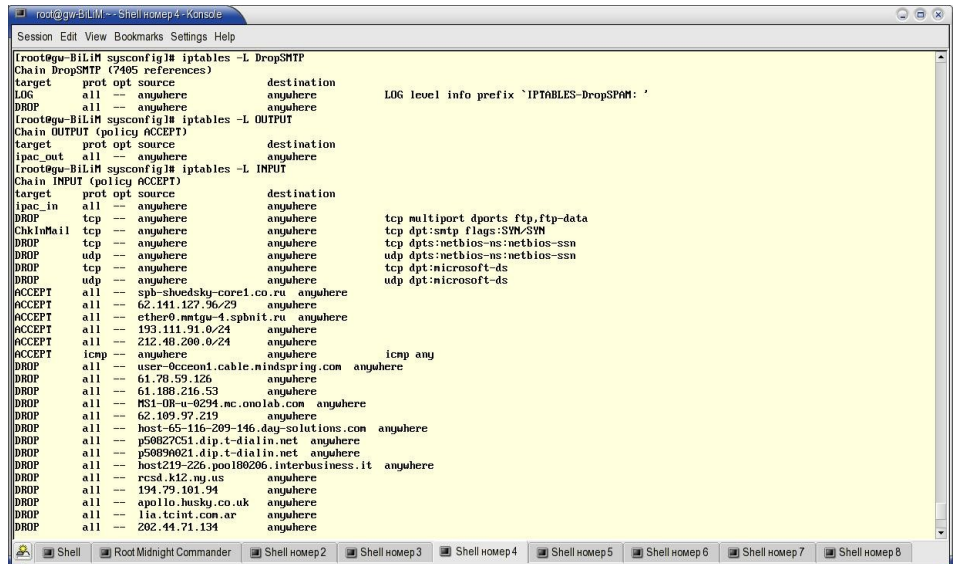 root@gw-BiLiM:~ - Shell номер 4 - Konsole
Session Edit View Bookmarks Settings Help
[root@gw-BiLiM sysconfig]# iptables -L DropSMTP
Chain DropSMTP (7405 references)
target prot opt source destination
LOG all -- anywhere anywhere LOG level info prefix `IPTABLES-DropSPAM: '
DROP all -- anywhere anywhere
[root@gw-BiLiM sysconfig]# iptables -L OUTPUT
Chain OUTPUT (policy ACCEPT)
target prot opt source destination
ipac_out all -- anywhere anywhere
[root@gw-BiLiM sysconfig]# iptables -L INPUT
Chain INPUT (policy ACCEPT)
target prot opt source destination
ipac_in all -- anywhere anywhere
DROP tcp -- anywhere anywhere tcp multiport dports ftp,ftp-data
ChkInMail tcp -- anywhere anywhere tcp dpt:smtp flags:SYN/SYN
DROP tcp -- anywhere anywhere tcp dpts:netbios-ns:netbios-ssn
DROP udp -- anywhere anywhere udp dpts:netbios-ns:netbios-ssn
DROP tcp -- anywhere anywhere tcp dpt:microsoft-ds
DROP udp -- anywhere anywhere udp dpt:microsoft-ds
ACCEPT all -- spb-shvedsky-core1.co.ru anywhere
ACCEPT all -- 62.141.127.96/29 anywhere
ACCEPT all -- ether0.mmtgw-4.spbnit.ru anywhere
ACCEPT all -- 193.111.91.0/24 anywhere
ACCEPT all -- 212.48.200.0/24 anywhere
ACCEPT icmp -- anywhere anywhere icmp any
DROP all -- user-0cceon1.cable.mindspring.com anywhere
DROP all -- 61.78.59.126 anywhere
DROP all -- 61.188.216.53 anywhere
DROP all -- MS1-OR-u-0294.mc.onolab.com anywhere
DROP all -- 62.109.97.219 anywhere
DROP all -- host-65-116-209-146.day-solutions.com anywhere
DROP all -- p50827C51.dip.t-dialin.net anywhere
DROP all -- p5089A021.dip.t-dialin.net anywhere
DROP all -- host219-226.pool80206.interbusiness.it anywhere
DROP all -- rcsd.k12.ny.us anywhere
DROP all -- 194.79.101.94 anywhere
DROP all -- apollo.husky.co.uk anywhere
DROP all -- lia.tcint.com.ar anywhere
DROP all -- 202.44.71.134 anywhere
Shell Root Midnight Commander Shell номер 2 Shell номер 3 Shell номер 4 Shell номер 5 Shell номер 6 Shell номер 7 Shell номер 8